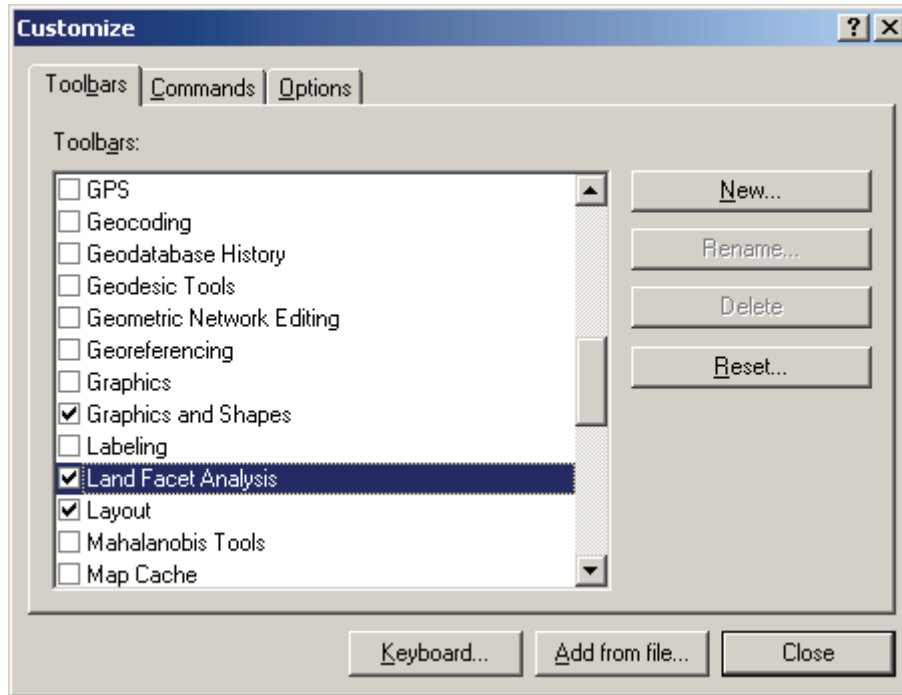 Customize
Toolbars Commands Options
Toolbars:
GPS
Geocoding
Geodatabase History
Geodesic Tools
Geometric Network Editing
Georeferencing
Graphics
Graphics and Shapes
Labeling
Land Facet Analysis
Layout
Mahalanobis Tools
Map Cache
New...
Rename...
Delete
Reset...
Keyboard... Add from file... Close